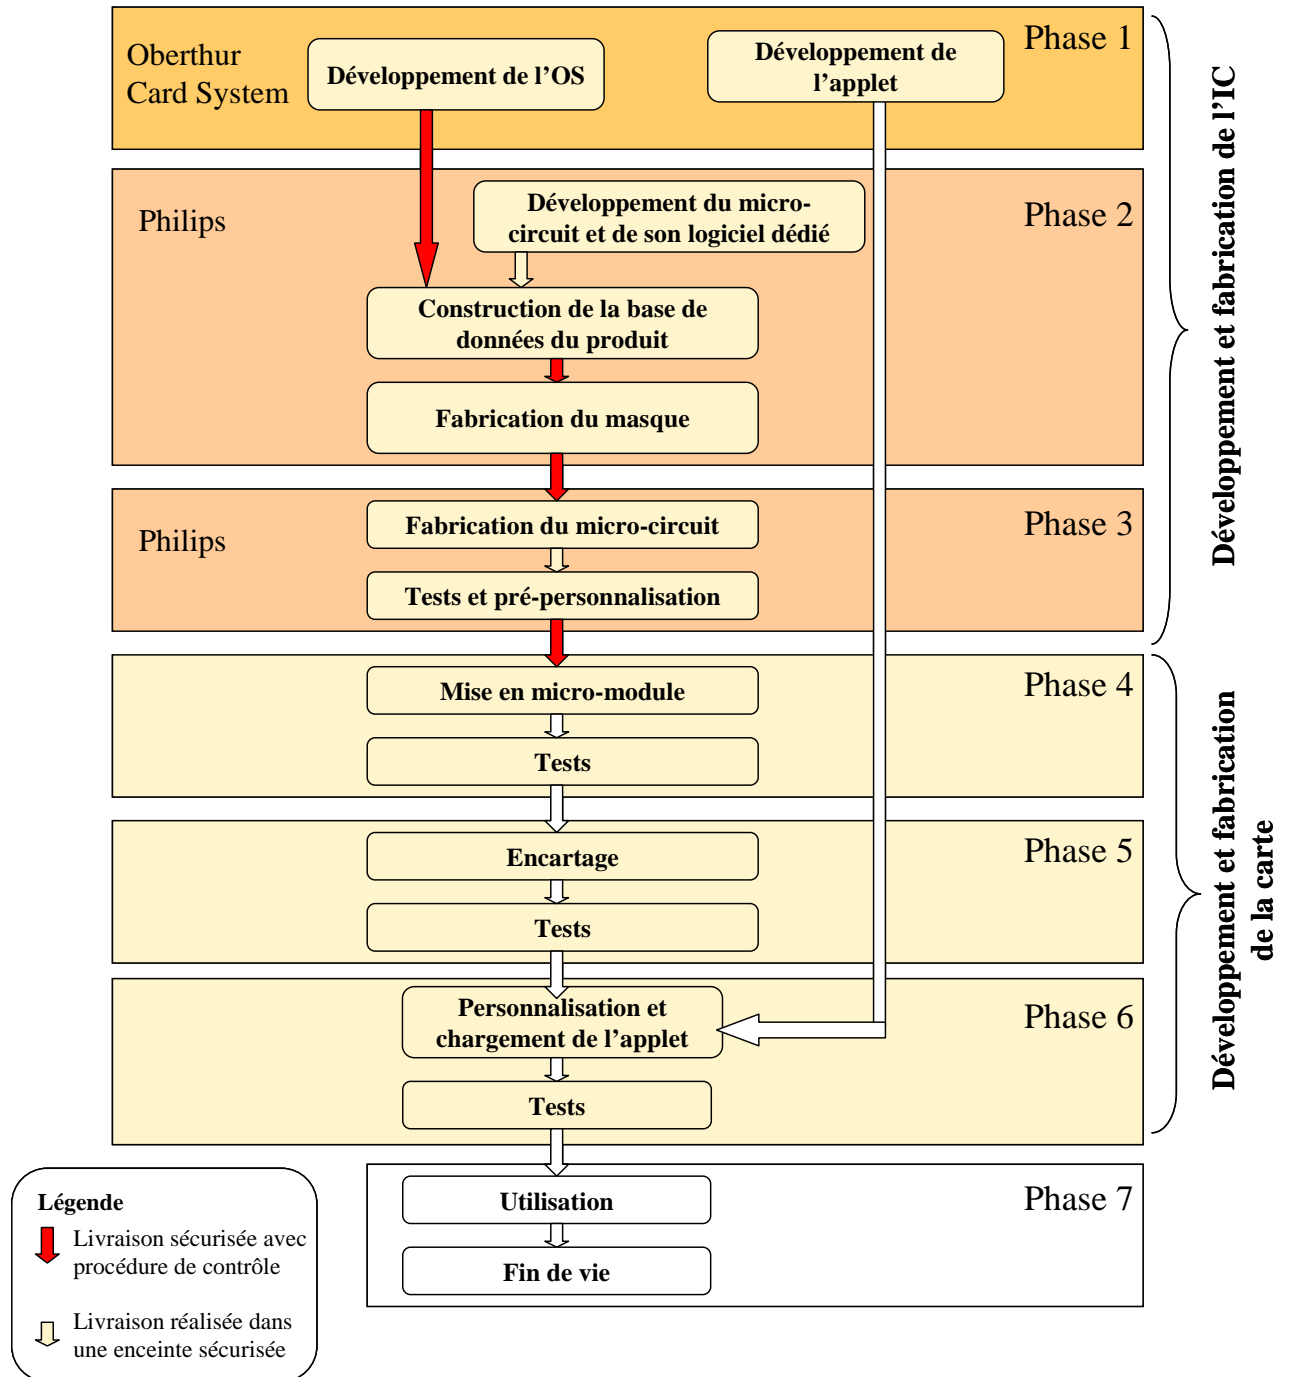 Oberthur
Card System
Développement de l’OS
Développement de
l’applet
Phase 1
Philips
Développement du micro-
circuit et de son logiciel dédié
Phase 2
Construction de la base de
données du produit
Fabrication du masque
Philips
Fabrication du micro-circuit
Phase 3
Tests et pré-personnalisation
Développement et fabrication de l’IC
Mise en micro-module
Phase 4
Tests
Encartage
Phase 5
Tests
Personnalisation et
chargement de l’applet
Phase 6
Tests
Développement et fabrication
de la carte
Utilisation
Phase 7
Fin de vie
Légende
Livraison sécurisée avec
procédure de contrôle
Livraison réalisée dans
une enceinte sécurisée